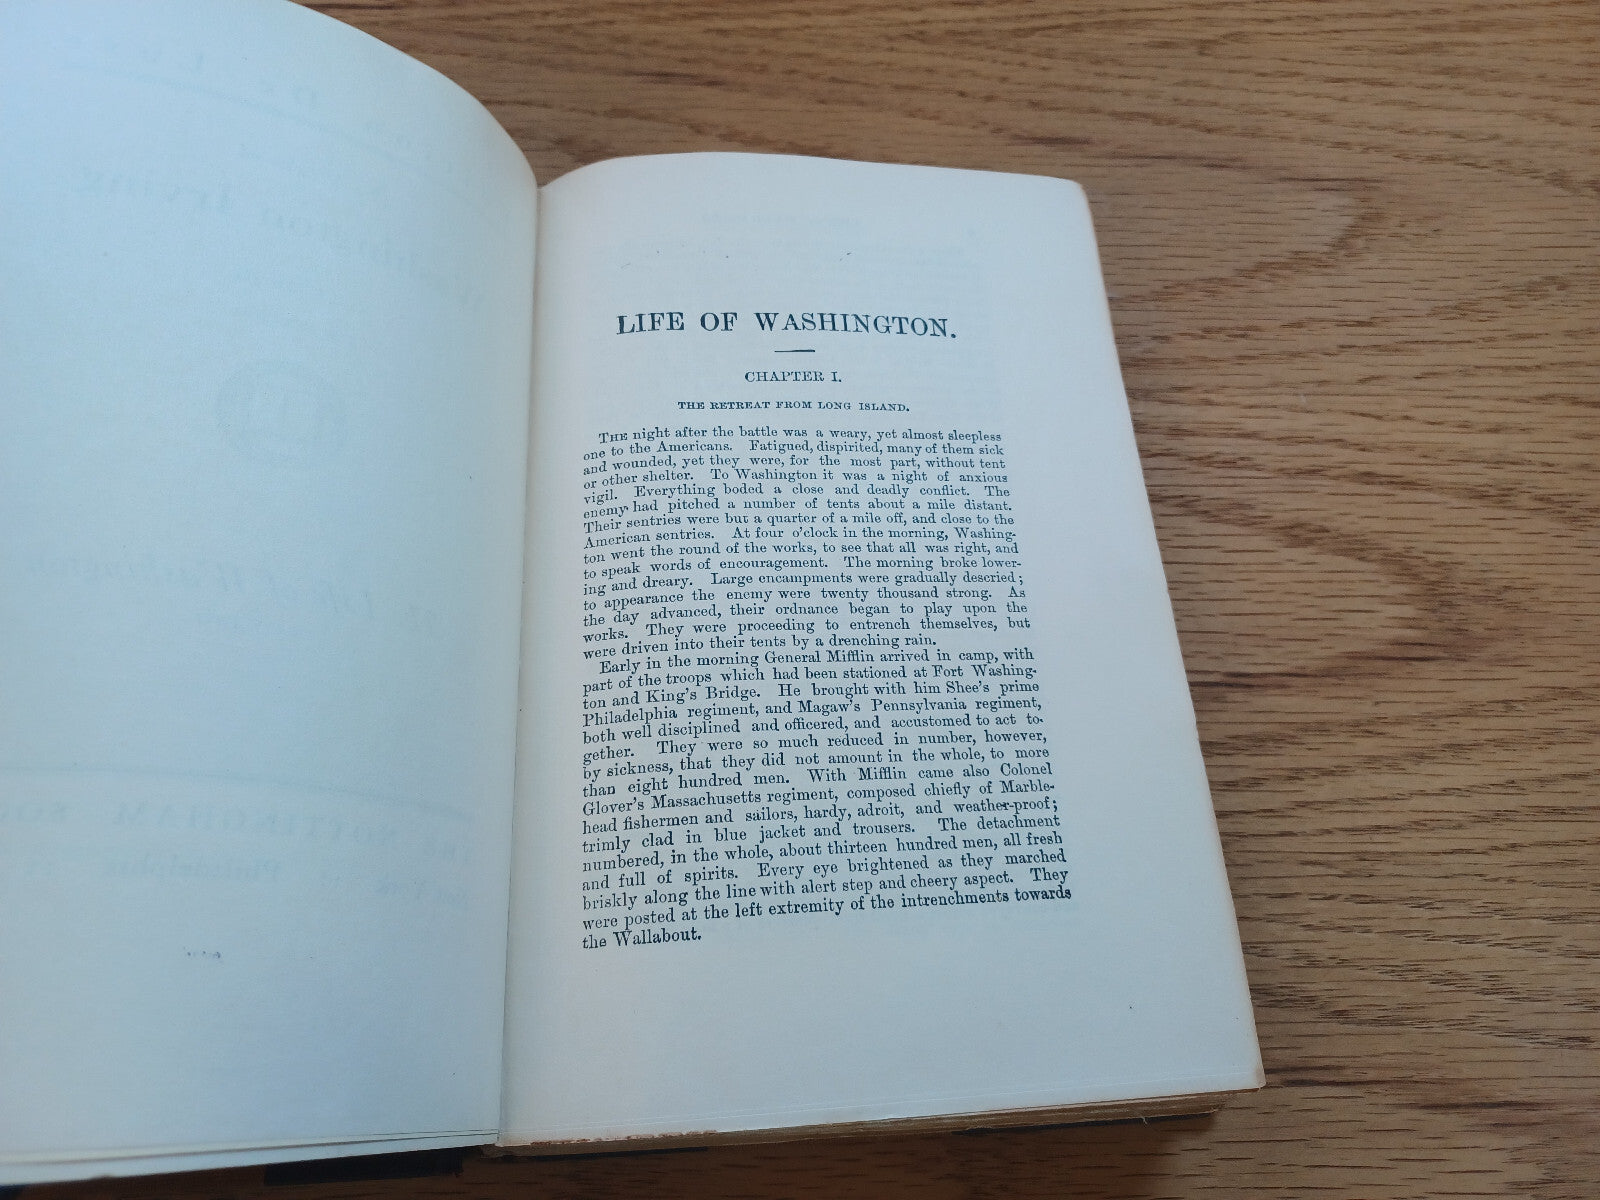 LIFE OF WASHINGTON.
CHAPTER I.
THE RETREAT FROM LONG ISLAND.
THE night after the battle was a weary, yet almost sleepless
one to the Americans. Fatigued, dispirited, many of them sick
and wounded, yet they were, for the most part, without tent
or other shelter. To Washington it was a night of anxious
vigil. Everything boded a close and deadly conflict. The
enemy had pitched a number of tents about a mile distant.
Their sentries were but a quarter of a mile off, and close to the
American sentries. At four o'clock in the morning, Washing-
ton went the round of the works, to see that all was right, and
to speak words of encouragement. The morning broke lower-
ing and dreary. Large encampments were gradually descried;
to appearance the enemy were twenty thousand strong. As
the day advanced, their ordnance began to play upon the
works. They were proceeding to entrench themselves, but
were driven into their tents by a drenching rain.
Early in the morning General Mifflin arrived in camp, with
part of the troops which had been stationed at Fort Washing-
ton and King's Bridge. He brought with him Shee's prime
Philadelphia regiment, and Magaw's Pennsylvania regiment,
both well disciplined and officered, and accustomed to act to-
gether. They were so much reduced in number, however,
by sickness, that they did not amount in the whole, to more
than eight hundred men. With Mifflin came also Colonel
Glover's Massachusetts regiment, composed chiefly of Marble-
head fishermen and sailors, hardy, adroit, and weather-proof;
trimly clad in blue jacket and trousers. The detachment
numbered, in the whole, about thirteen hundred men, all fresh
and full of spirits. Every eye brightened as they marched
briskly along the line with alert step and cheery aspect. They
were posted at the left extremity of the intrenchments towards
the Wallabout.